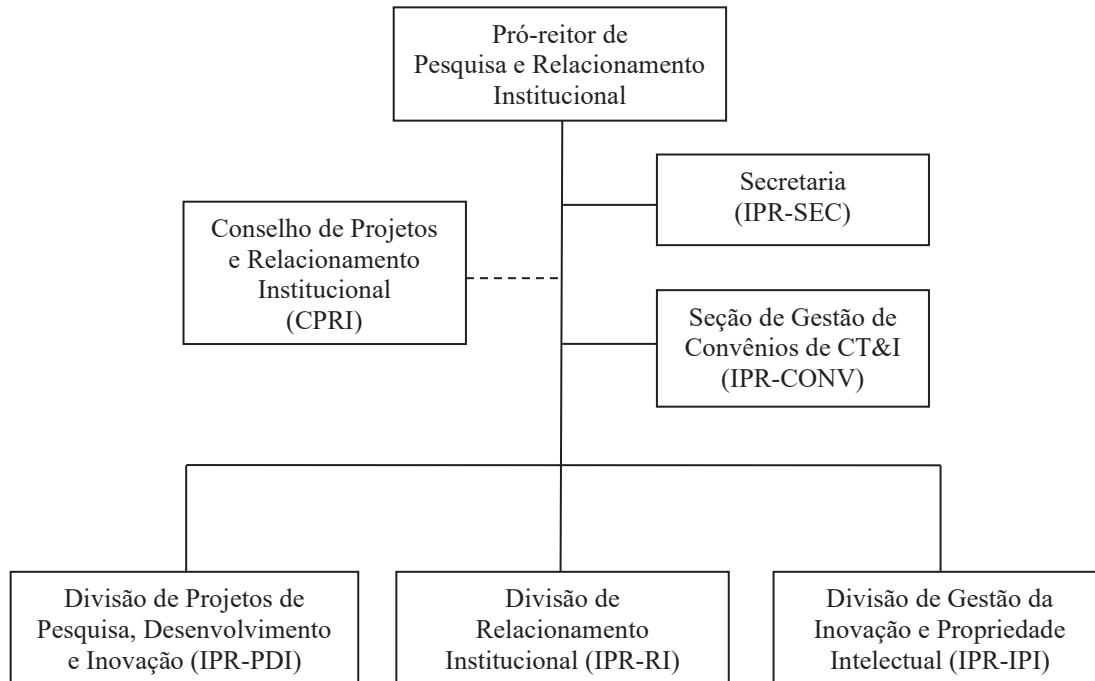 Pró-reitor de
Pesquisa e Relacionamento
Institucional
Secretaria
(IPR-SEC)
Conselho de Projetos
e Relacionamento
Institucional
(CPRI)
Seção de Gestão de
Convênios de CT&I
(IPR-CONV)
Divisão de Projetos de
Pesquisa, Desenvolvimento
e Inovação (IPR-PDI)
Divisão de
Relacionamento
Institucional (IPR-RI)
Divisão de Gestão da
Inovação e Propriedade
Intelectual (IPR-IPI)